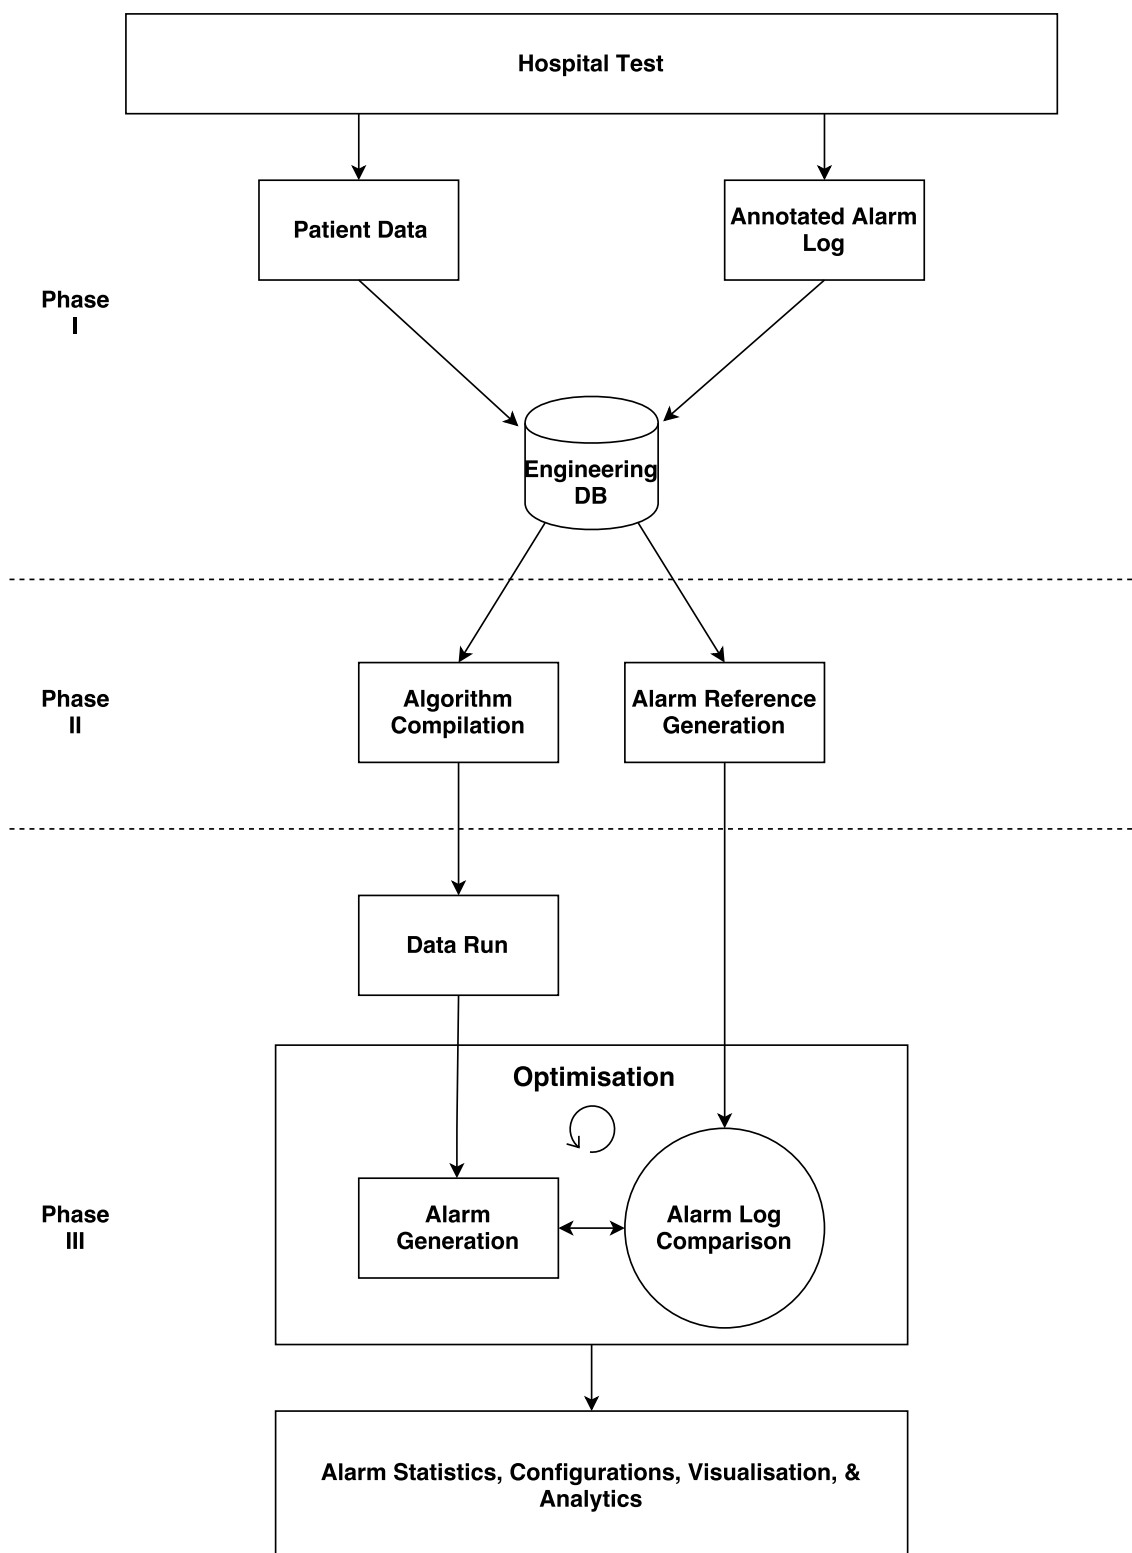 Hospital Test
Patient Data
Annotated Alarm
Log
Phase
I
Engineering
DB
Phase
II
Algorithm
Compilation
Alarm Reference
Generation
Data Run
Optimisation
Phase
III
Alarm
Generation
Alarm Log
Comparison
Alarm Statistics, Configurations, Visualisation, &
Analytics